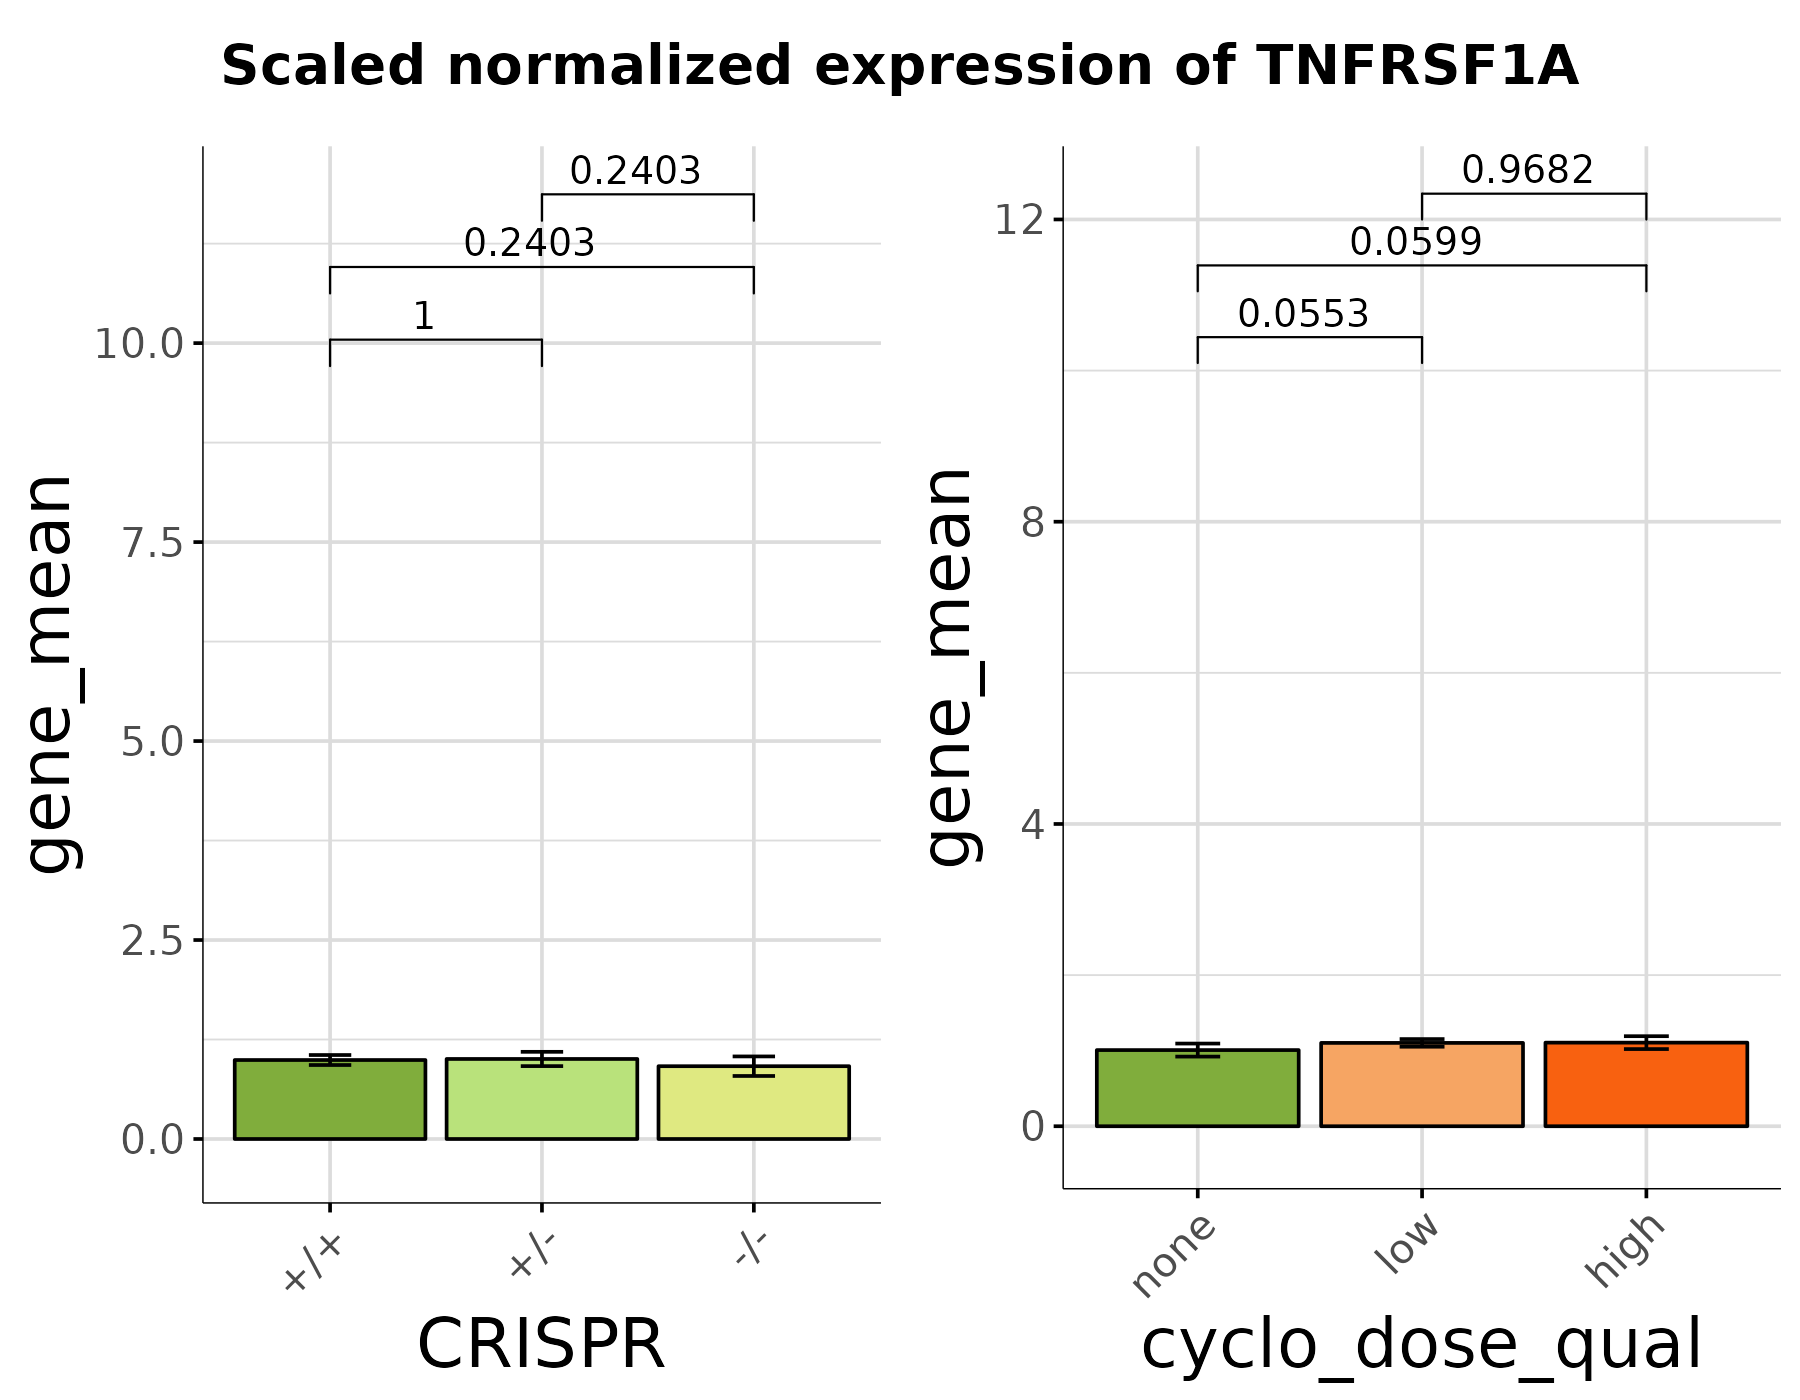 Scaled normalized expression of TNFRSF1A
gene_mean
10.0
7.5
5.0
2.5
0.0
0.2403
0.2403
1
+/+
+/-
-/-
CRISPR
gene_mean
12
8
4
0
0.9682
0.0599
0.0553
none
low
high
cyclo_dose_qual